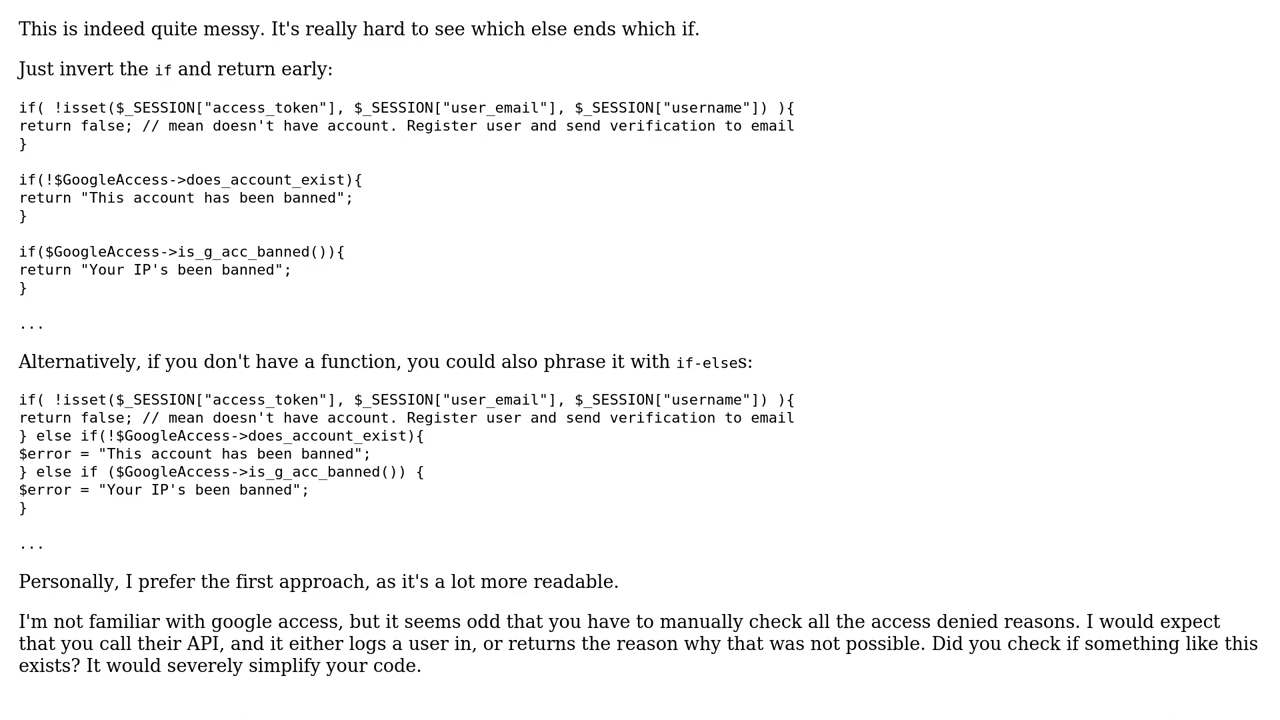 This is indeed quite messy. It's really hard to see which else ends which if.
Just invert the if and return early:
if( !isset($_SESSION["access_token"], $_SESSION["user_email"], $_SESSION["username"]) ){
return false; // mean doesn't have account. Register user and send verification to email
}
if(!$GoogleAccess->does_account_exist){
return "This account has been banned";
}
if($GoogleAccess->is_g_acc_banned()){
return "Your IP's been banned";
}
...
Alternatively, if you don't have a function, you could also phrase it with if-elses:
if( !isset($_SESSION["access_token"], $_SESSION["user_email"], $_SESSION["username"]) ){
return false; // mean doesn't have account. Register user and send verification to email
} else if(!$GoogleAccess->does_account_exist){
$error = "This account has been banned";
} else if ($GoogleAccess->is_g_acc_banned()) {
$error = "Your IP's been banned";
}
...
Personally, I prefer the first approach, as it's a lot more readable.
I'm not familiar with google access, but it seems odd that you have to manually check all the access denied reasons. I would expect
that you call their API, and it either logs a user in, or returns the reason why that was not possible. Did you check if something like this
exists? It would severely simplify your code.